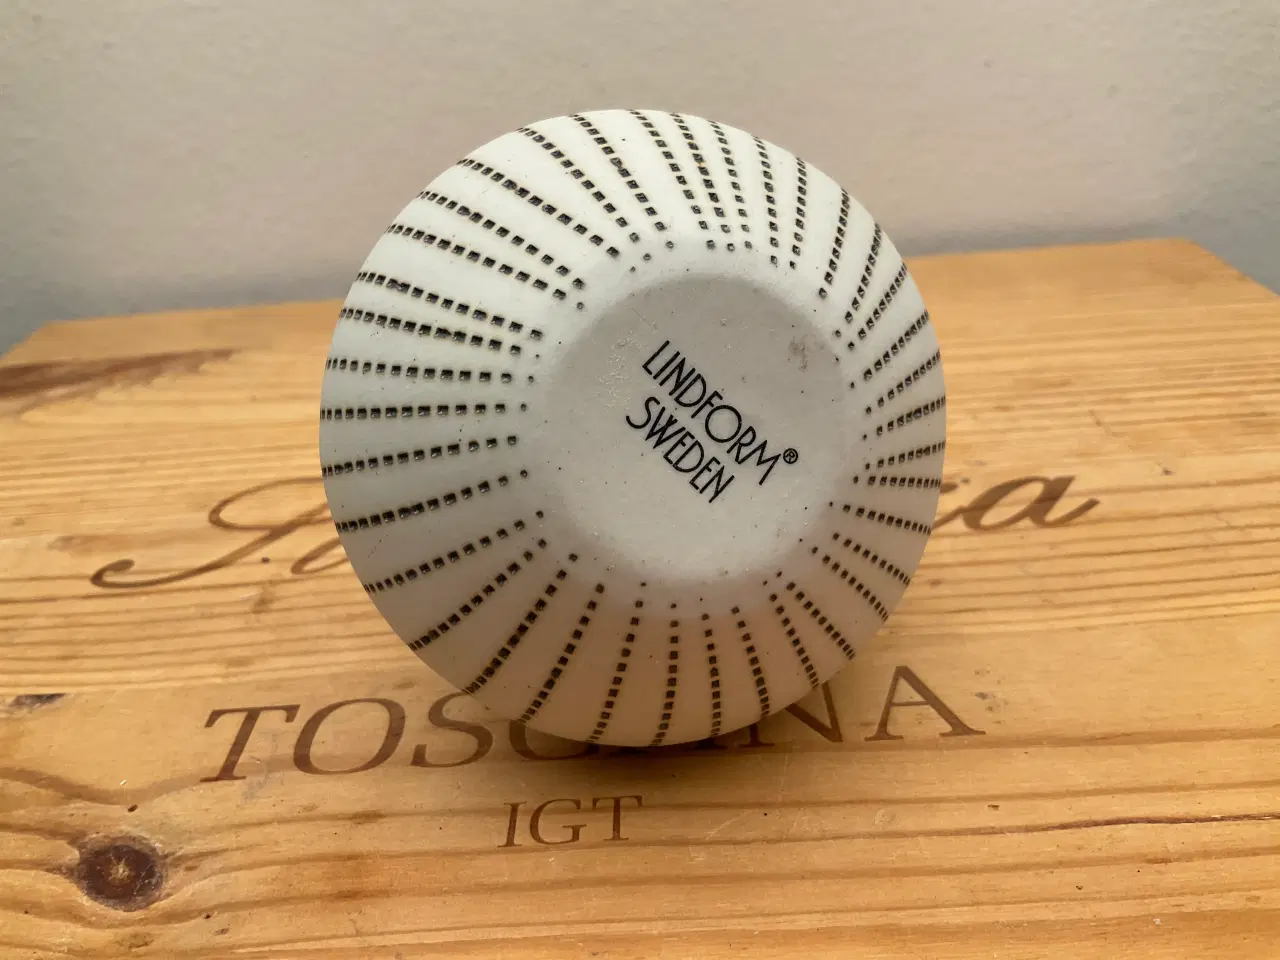 LINDFORM®
SWEDEN
TOSCANA
IGT